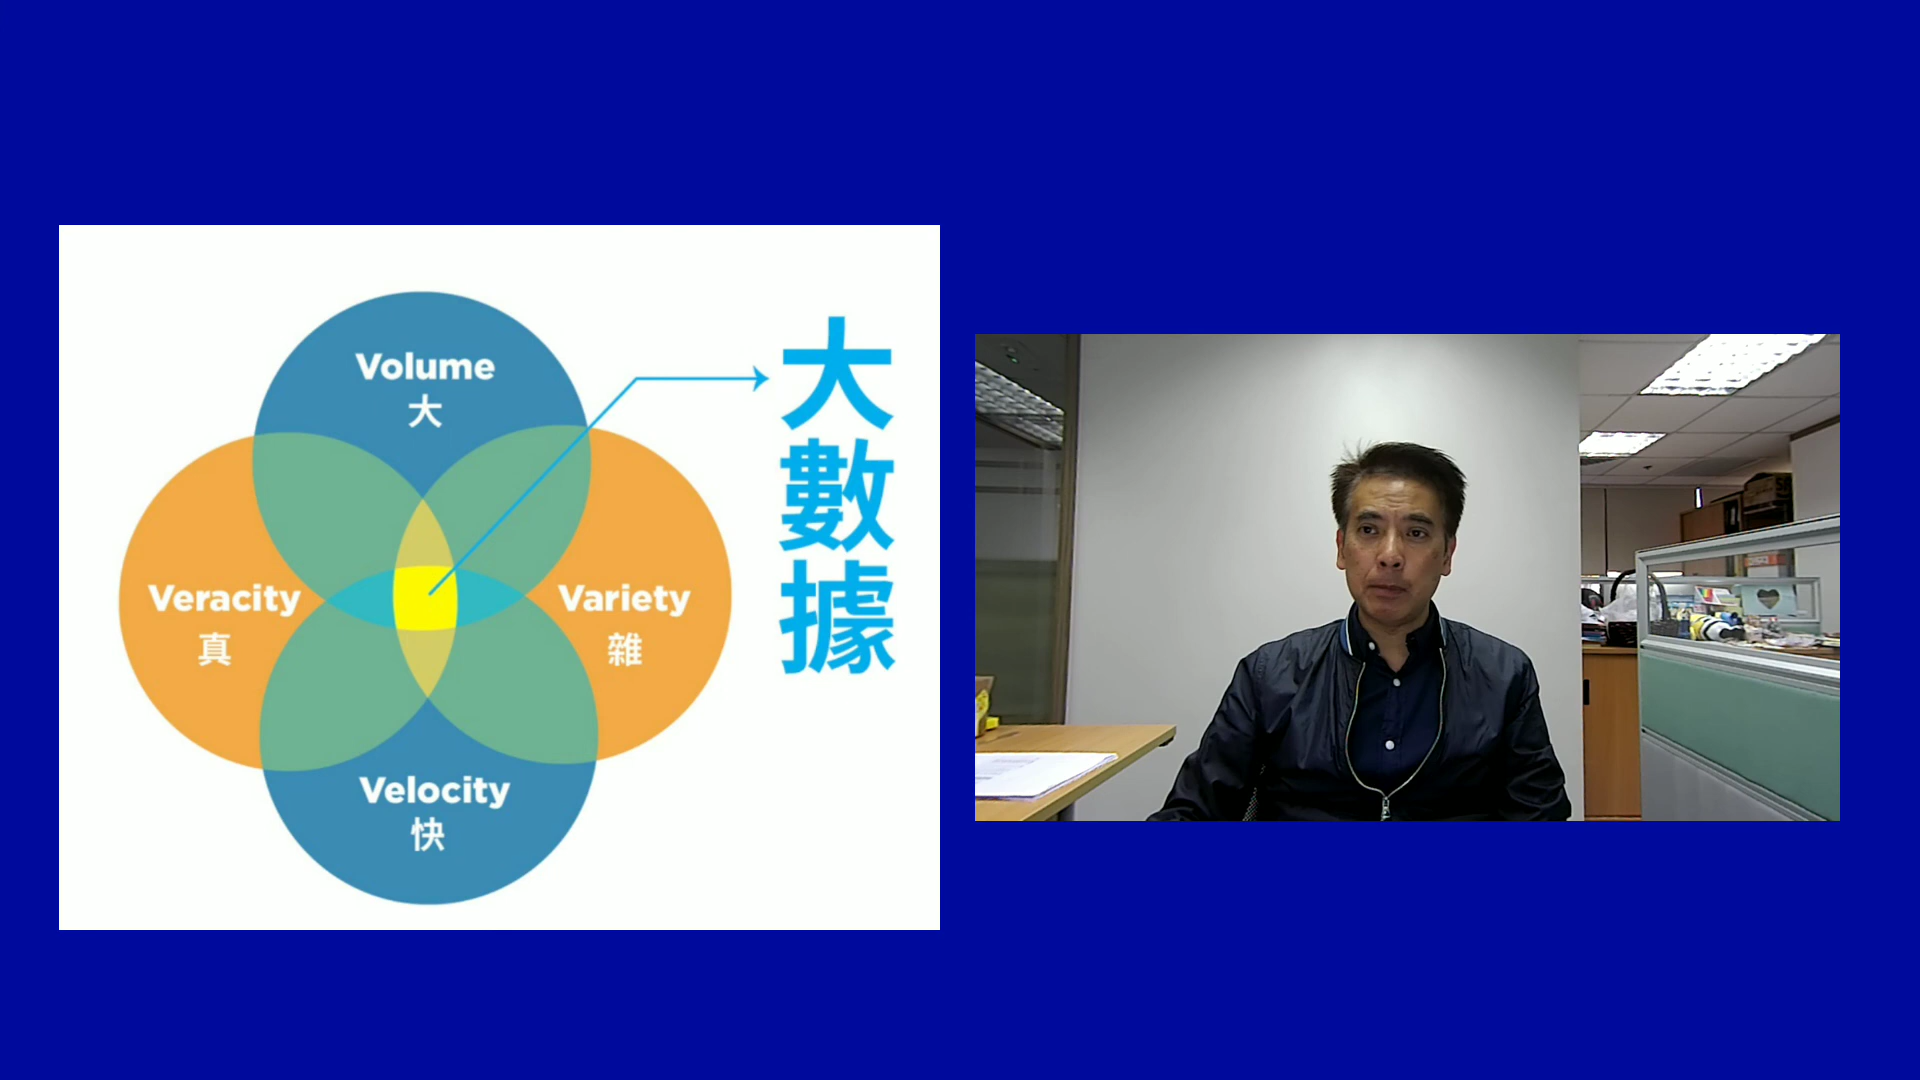 Volume
大
Veracity
真
Variety
雜
Velocity
快
大
數
據